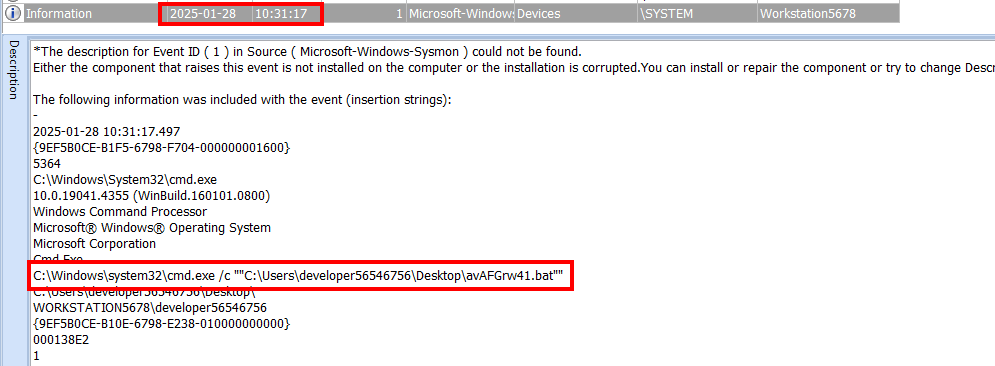 Information 2025-01-28 10:31:17 1 Microsoft-Windows Devices \SYSTEM Workstation5678
Description
*The description for Event ID ( 1 ) in Source ( Microsoft-Windows-Sysmon ) could not be found.
Either the component that raises this event is not installed on the computer or the installation is corrupted.You can install or repair the component or try to change Descr
The following information was included with the event (insertion strings):
-
2025-01-28 10:31:17.497
{9EF5B0CE-B1F5-6798-F704-000000001600}
5364
C:\Windows\System32\cmd.exe
10.0.19041.4355 (WinBuild.160101.0800)
Windows Command Processor
Microsoft® Windows® Operating System
Microsoft Corporation
Cmd.Exe
C:\Windows\system32\cmd.exe /c ""C:\Users\developer56546756\Desktop\avAFGrw41.bat""
C:\Users\developer56546756\Desktop\
WORKSTATION5678\developer56546756
{9EF5B0CE-B10E-6798-E238-010000000000}
000138E2
1